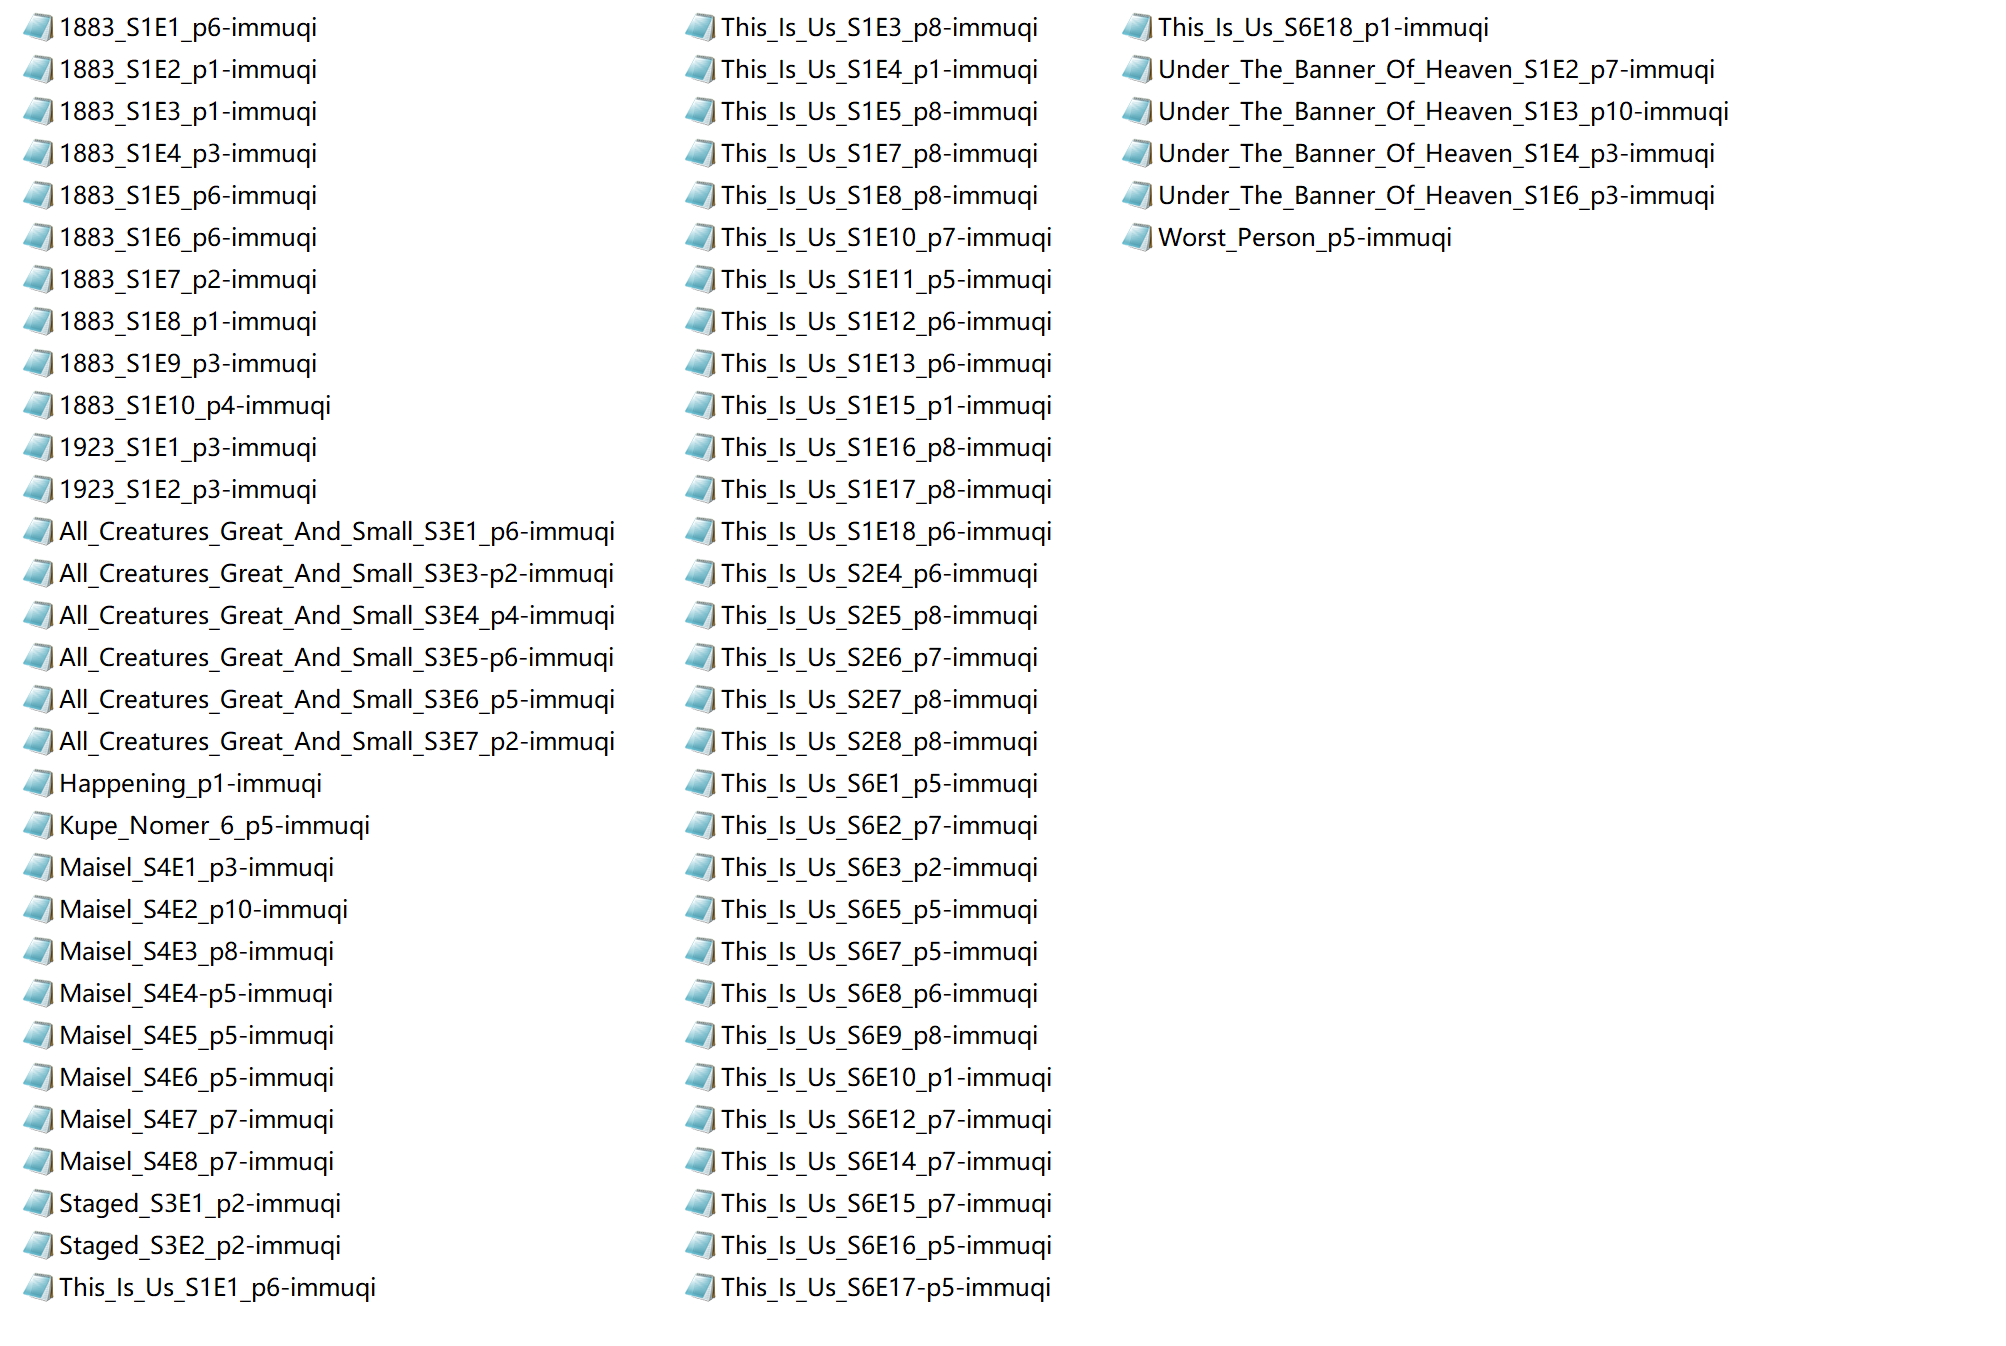 1883_S1E1_p6-immuqi
1883_S1E2_p1-immuqi
1883_S1E3_p1-immuqi
1883_S1E4_p3-immuqi
1883_S1E5_p6-immuqi
1883_S1E6_p6-immuqi
1883_S1E7_p2-immuqi
1883_S1E8_p1-immuqi
1883_S1E9_p3-immuqi
1883_S1E10_p4-immuqi
1923_S1E1_p3-immuqi
1923_S1E2_p3-immuqi
All_Creatures_Great_And_Small_S3E1_p6-immuqi
All_Creatures_Great_And_Small_S3E3-p2-immuqi
All_Creatures_Great_And_Small_S3E4_p4-immuqi
All_Creatures_Great_And_Small_S3E5-p6-immuqi
All_Creatures_Great_And_Small_S3E6_p5-immuqi
All_Creatures_Great_And_Small_S3E7_p2-immuqi
Happening_p1-immuqi
Kupe_Nomer_6_p5-immuqi
Maisel_S4E1_p3-immuqi
Maisel_S4E2_p10-immuqi
Maisel_S4E3_p8-immuqi
Maisel_S4E4-p5-immuqi
Maisel_S4E5_p5-immuqi
Maisel_S4E6_p5-immuqi
Maisel_S4E7_p7-immuqi
Maisel_S4E8_p7-immuqi
Staged_S3E1_p2-immuqi
Staged_S3E2_p2-immuqi
This_Is_Us_S1E1_p6-immuqi
This_Is_Us_S1E3_p8-immuqi
This_Is_Us_S1E4_p1-immuqi
This_Is_Us_S1E5_p8-immuqi
This_Is_Us_S1E7_p8-immuqi
This_Is_Us_S1E8_p8-immuqi
This_Is_Us_S1E10_p7-immuqi
This_Is_Us_S1E11_p5-immuqi
This_Is_Us_S1E12_p6-immuqi
This_Is_Us_S1E13_p6-immuqi
This_Is_Us_S1E15_p1-immuqi
This_Is_Us_S1E16_p8-immuqi
This_Is_Us_S1E17_p8-immuqi
This_Is_Us_S1E18_p6-immuqi
This_Is_Us_S2E4_p6-immuqi
This_Is_Us_S2E5_p8-immuqi
This_Is_Us_S2E6_p7-immuqi
This_Is_Us_S2E7_p8-immuqi
This_Is_Us_S2E8_p8-immuqi
This_Is_Us_S6E1_p5-immuqi
This_Is_Us_S6E2_p7-immuqi
This_Is_Us_S6E3_p2-immuqi
This_Is_Us_S6E5_p5-immuqi
This_Is_Us_S6E7_p5-immuqi
This_Is_Us_S6E8_p6-immuqi
This_Is_Us_S6E9_p8-immuqi
This_Is_Us_S6E10_p1-immuqi
This_Is_Us_S6E12_p7-immuqi
This_Is_Us_S6E14_p7-immuqi
This_Is_Us_S6E15_p7-immuqi
This_Is_Us_S6E16_p5-immuqi
This_Is_Us_S6E17-p5-immuqi
This_Is_Us_S6E18_p1-immuqi
Under_The_Banner_Of_Heaven_S1E2_p7-immuqi
Under_The_Banner_Of_Heaven_S1E3_p10-immuqi
Under_The_Banner_Of_Heaven_S1E4_p3-immuqi
Under_The_Banner_Of_Heaven_S1E6_p3-immuqi
Worst_Person_p5-immuqi